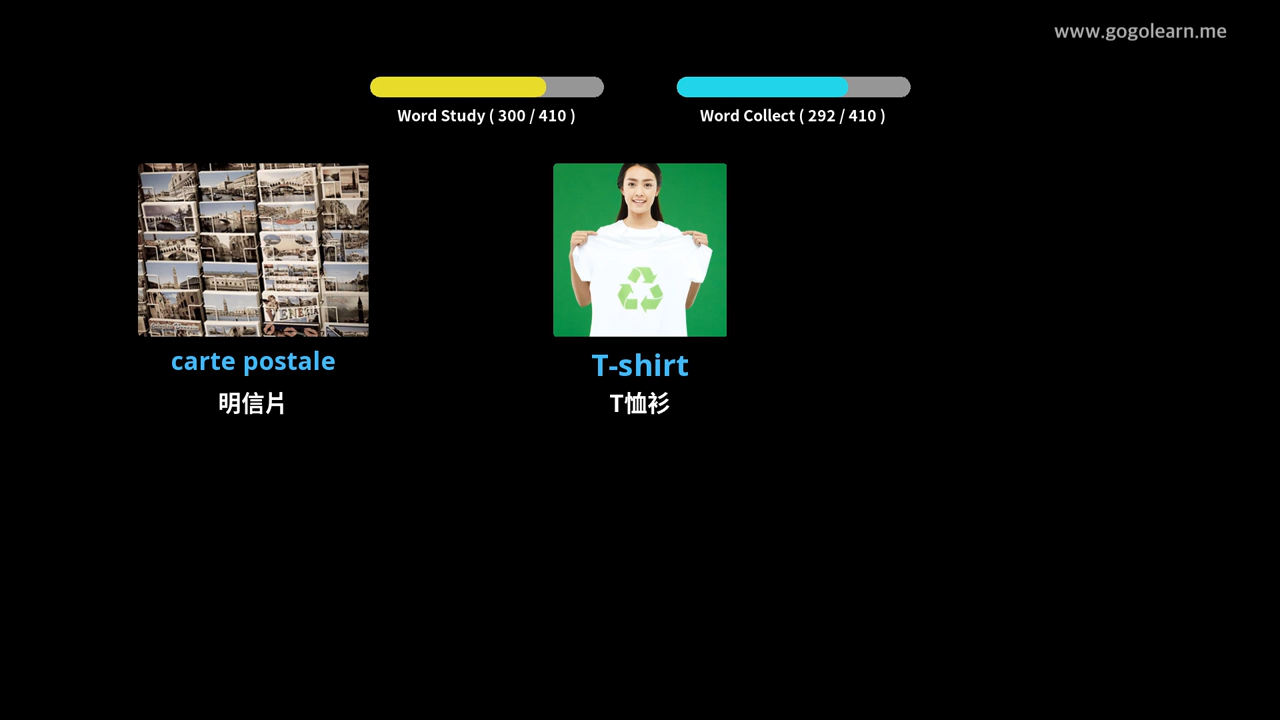 www.gogolearn.me
Word Study ( 300 / 410 )
Word Collect ( 292 / 410 )
carte postale
T-shirt
明信片
T恤衫